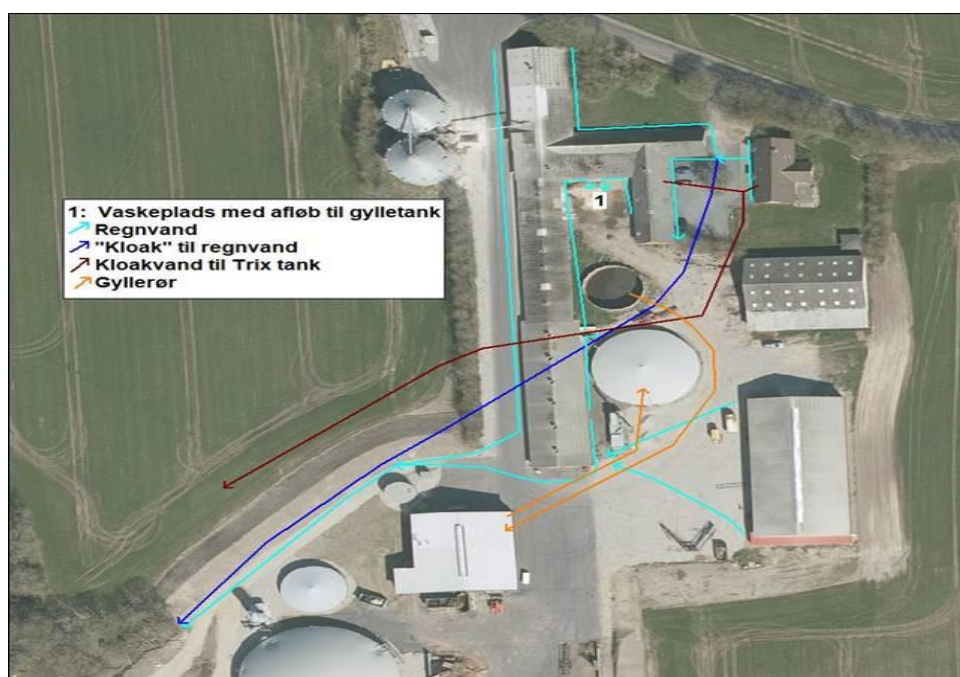 1
1: Vaskeplads med afløb til gylletank
Regnvand
"Kloak" til regnvand
Kloakvand til Trix tank
Gyllerør